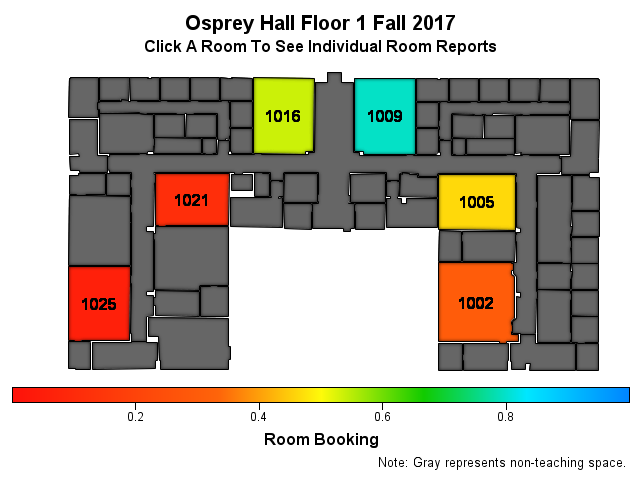 Osprey Hall Floor 1 Fall 2017
Click A Room To See Individual Room Reports
1016
1009
1021
1005
1025
1002
0.2
0.4
0.6
0.8
Room Booking
Note: Gray represents non-teaching space.